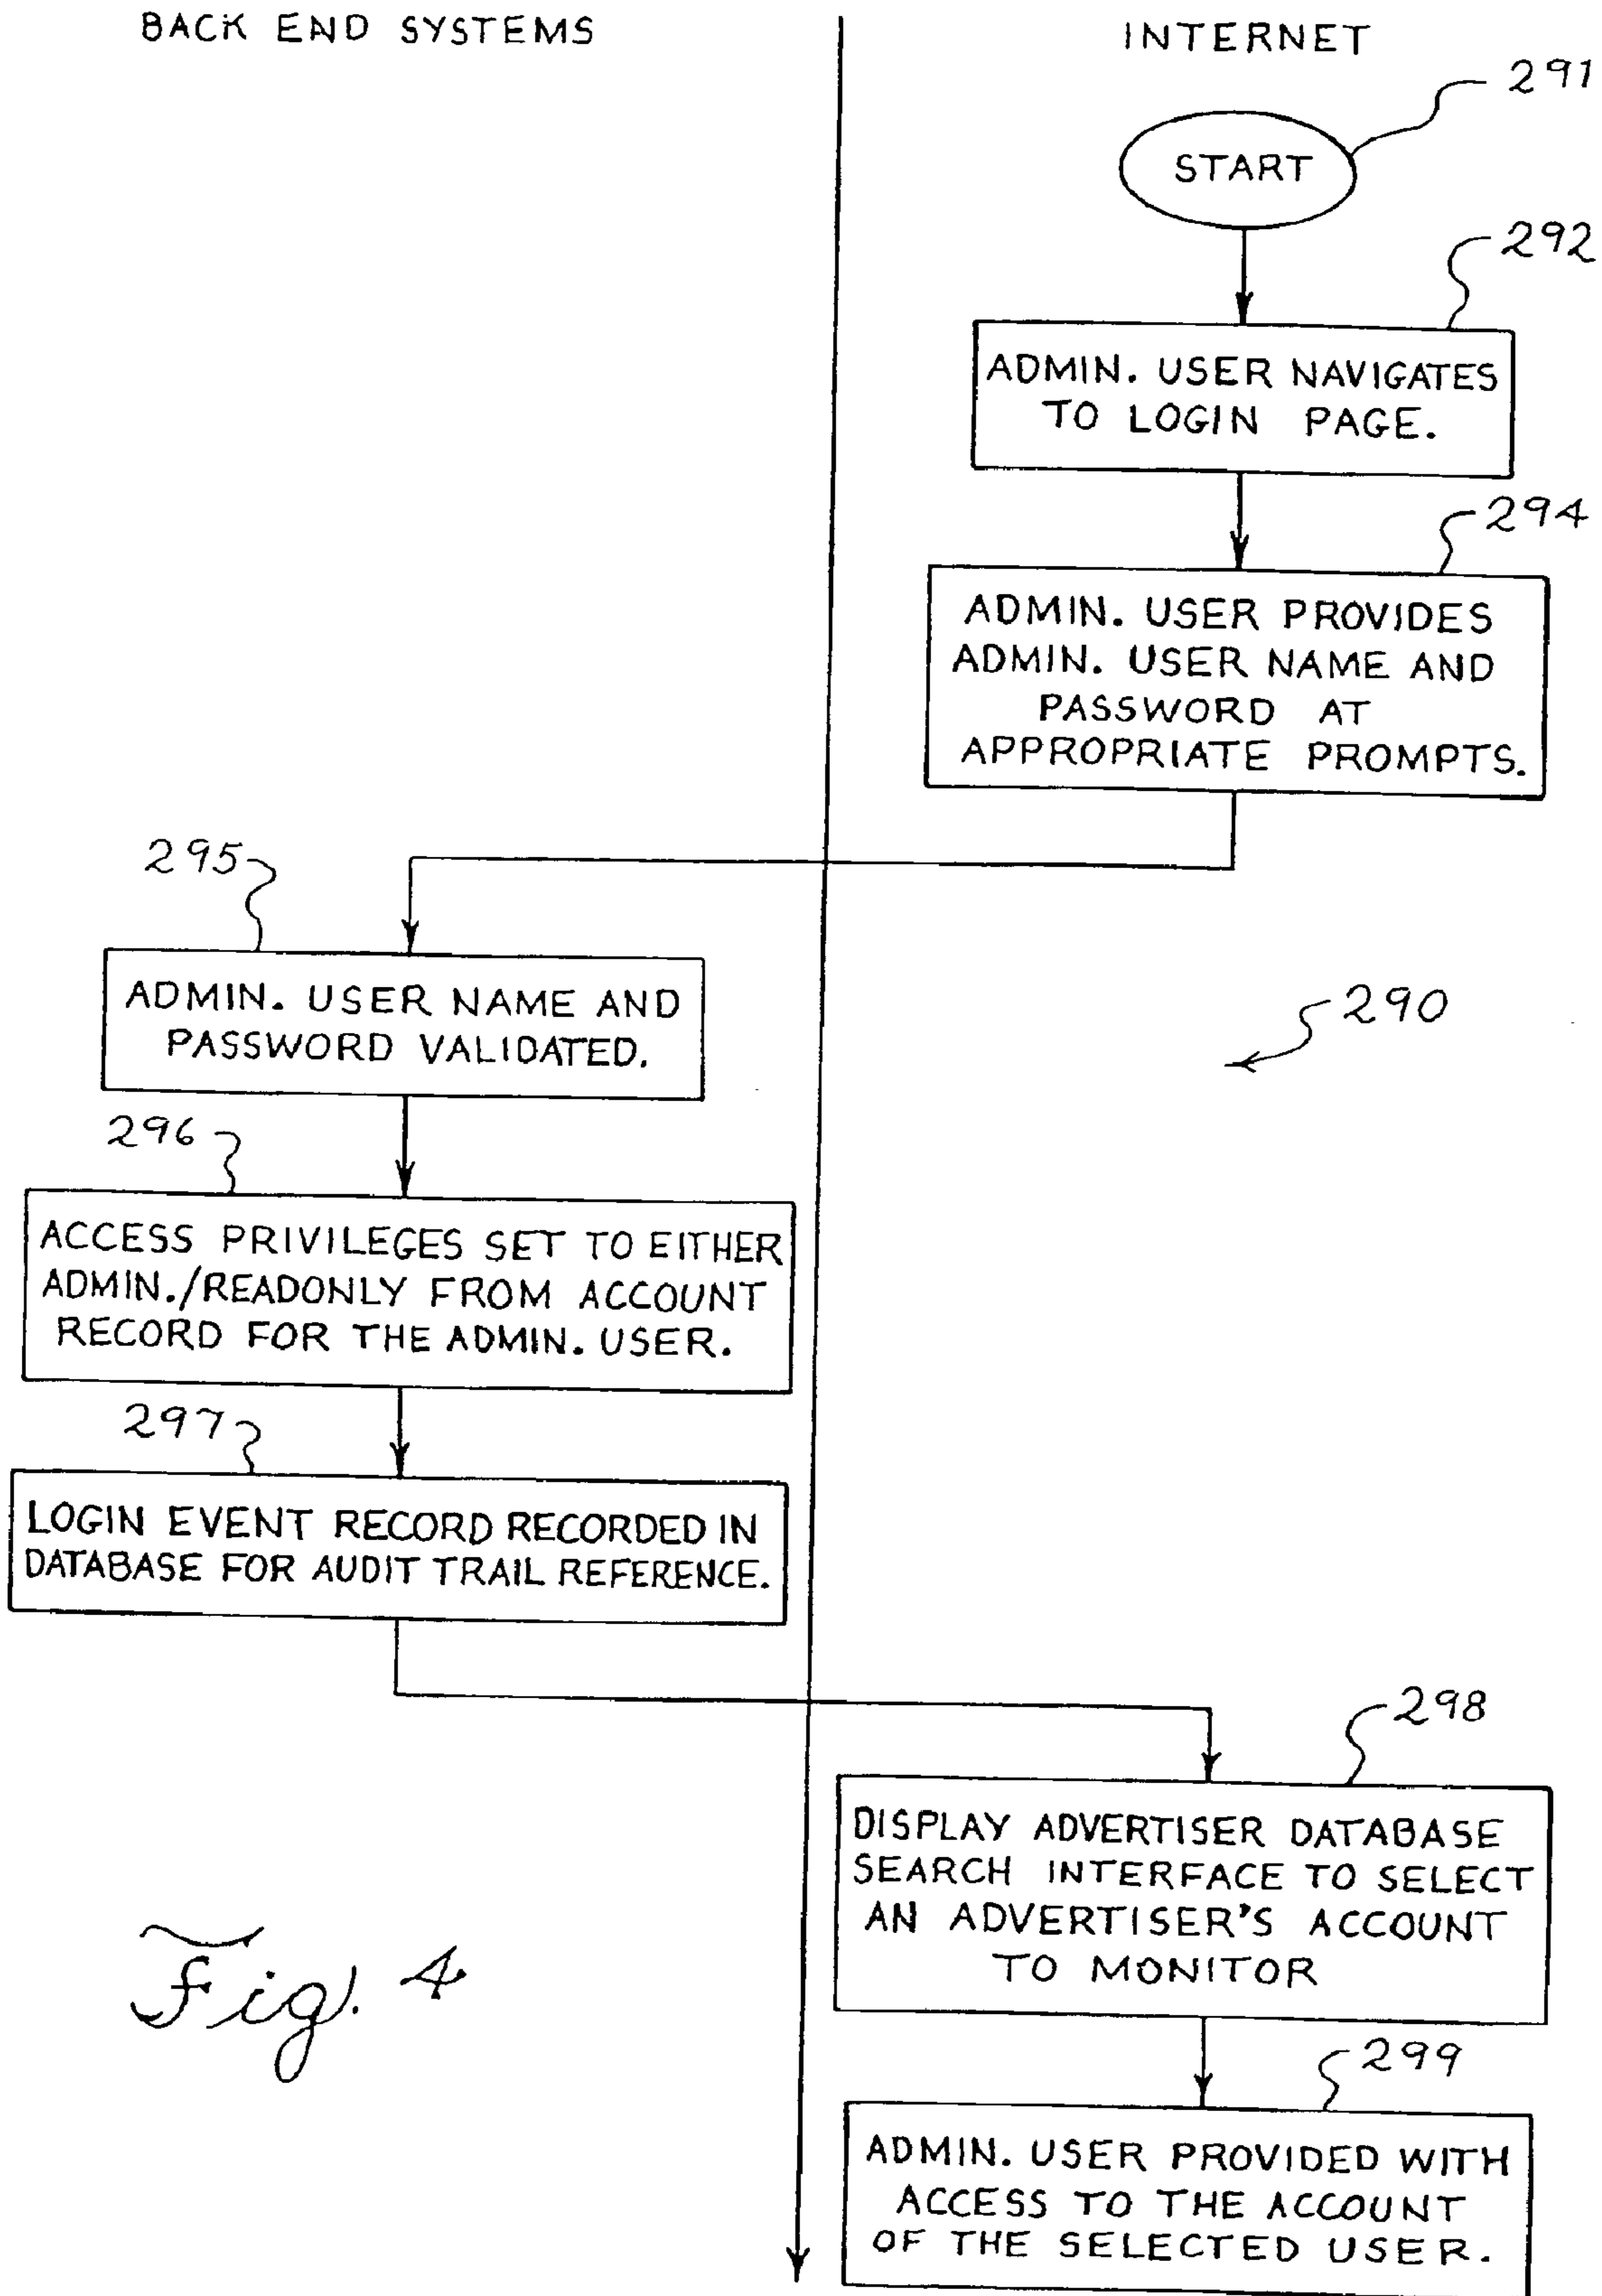 BACK END SYSTEMS
INTERNET
291
START
292
ADMIN. USER NAVIGATES
TO LOGIN PAGE.
294
ADMIN. USER PROVIDES
ADMIN. USER NAME AND
PASSWORD AT
APPROPRIATE PROMPTS.
295
ADMIN. USER NAME AND
PASSWORD VALIDATED.
290
296
ACCESS PRIVILEGES SET TO EITHER
ADMIN./READONLY FROM ACCOUNT
RECORD FOR THE ADMIN. USER.
297
LOGIN EVENT RECORD RECORDED IN
DATABASE FOR AUDIT TRAIL REFERENCE.
298
DISPLAY ADVERTISER DATABASE
SEARCH INTERFACE TO SELECT
AN ADVERTISER'S ACCOUNT
TO MONITOR
Fig. 4
299
ADMIN. USER PROVIDED WITH
ACCESS TO THE ACCOUNT
OF THE SELECTED USER.